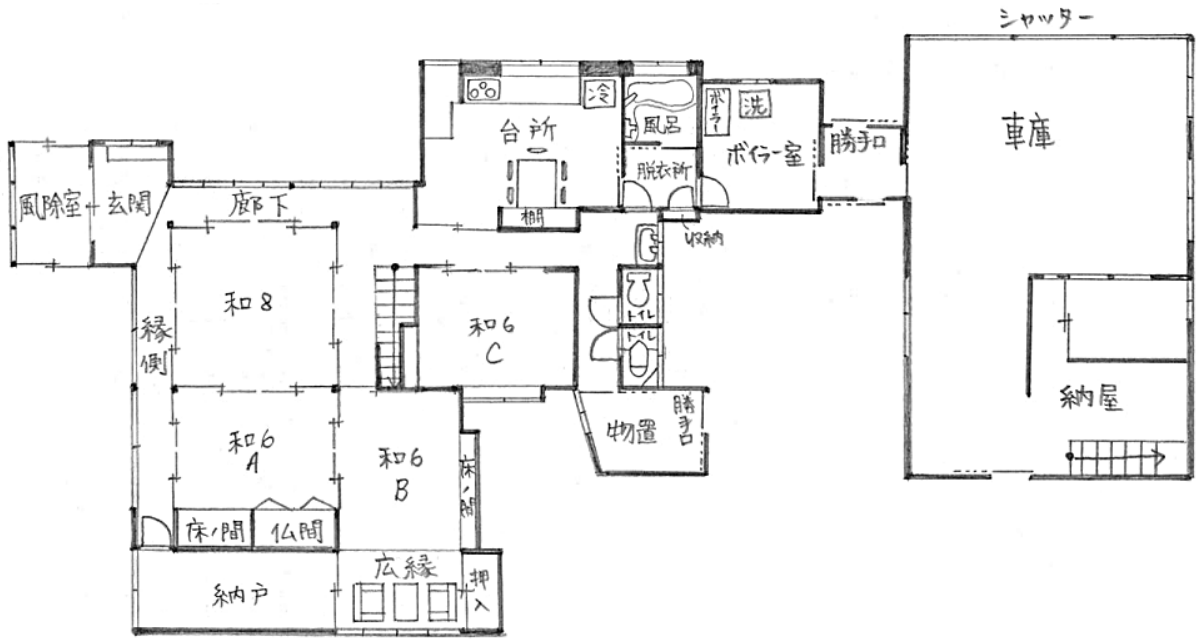 シャッター
冷
台所
風呂
ボイラー
洗
ボイラー室
勝手口
車庫
脱衣所
棚
収納
風除室
玄関
廊下
和8
縁側
和6
C
トイレ
トイレ
納屋
和6
A
和6
B
床ノ間
物置
勝手口
床ノ間
仏間
広縁
押入
納戸